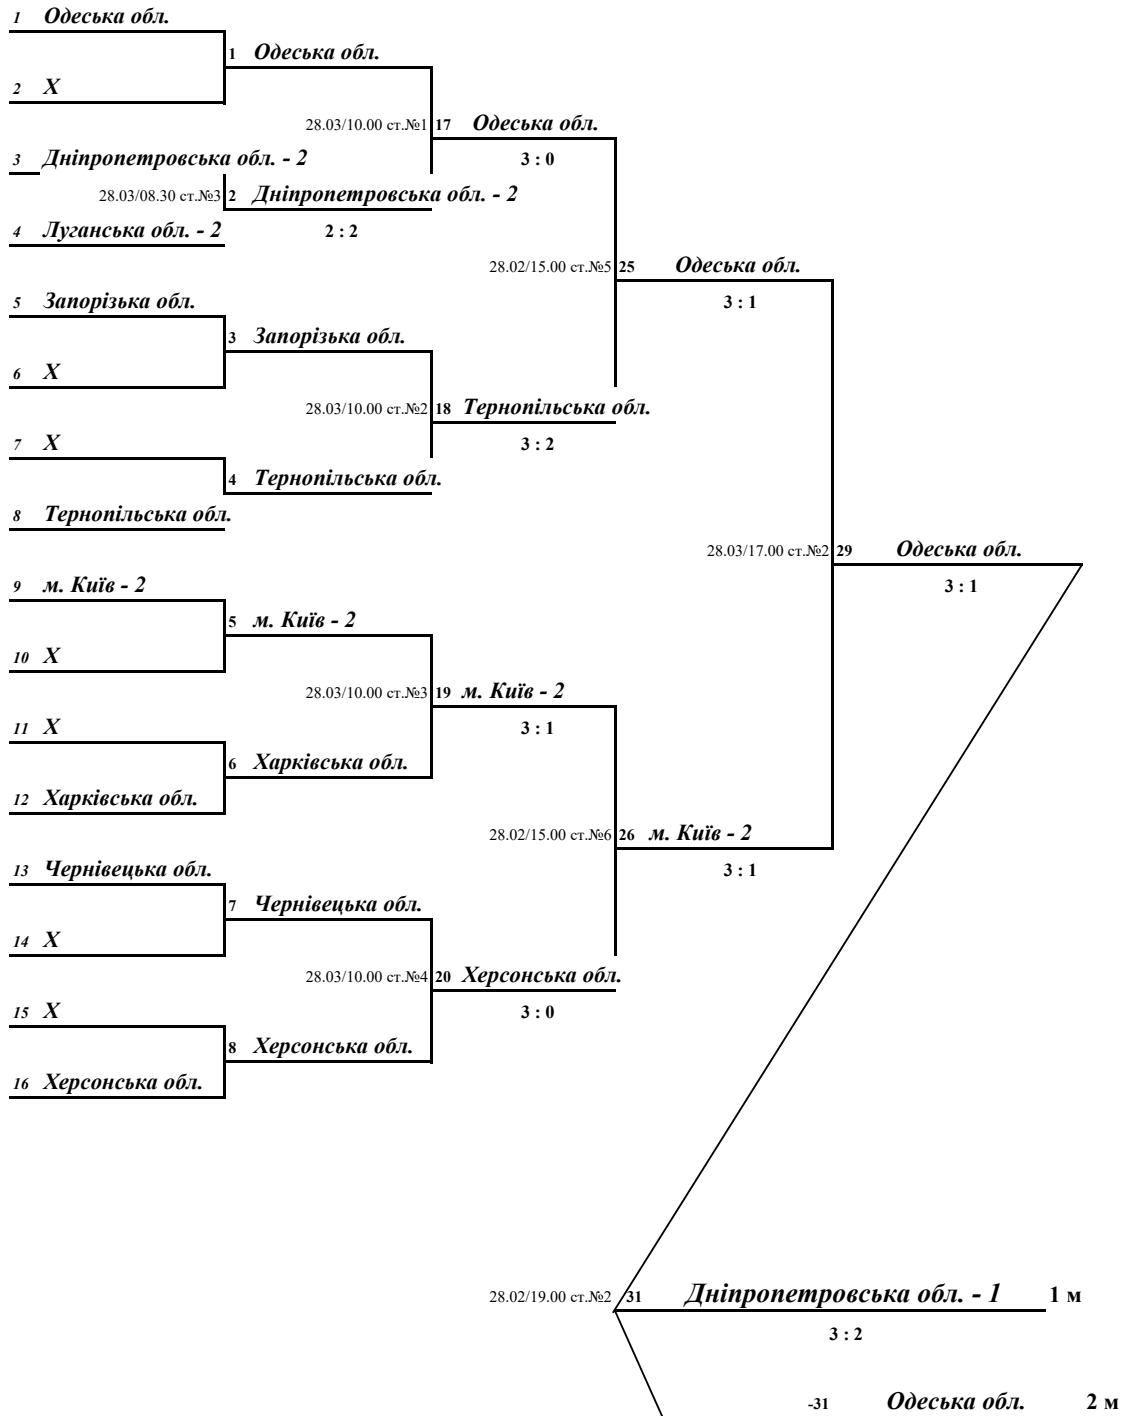 1 Одеська обл.
1 Одеська обл.
2 X
28.03/10.00 ст.№1 17 Одеська обл.
3 Дніпропетровська обл. - 2
3 : 0
28.03/08.30 ст.№3 2 Дніпропетровська обл. - 2
4 Луганська обл. - 2
2 : 2
28.02/15.00 ст.№5 25 Одеська обл.
5 Запорізька обл.
3 : 1
3 Запорізька обл.
6 X
28.03/10.00 ст.№2 18 Тернопільська обл.
7 X
3 : 2
4 Тернопільська обл.
8 Тернопільська обл.
28.03/17.00 ст.№2 29 Одеська обл.
9 м. Київ - 2
3 : 1
5 м. Київ - 2
10 X
28.03/10.00 ст.№3 19 м. Київ - 2
11 X
3 : 1
6 Харківська обл.
12 Харківська обл.
28.02/15.00 ст.№6 26 м. Київ - 2
13 Чернівецька обл.
3 : 1
7 Чернівецька обл.
14 X
28.03/10.00 ст.№4 20 Херсонська обл.
15 X
3 : 0
8 Херсонська обл.
16 Херсонська обл.
28.02/19.00 ст.№2 31 Дніпропетровська обл. - 1 1 м
3 : 2
-31 Одеська обл. 2 м